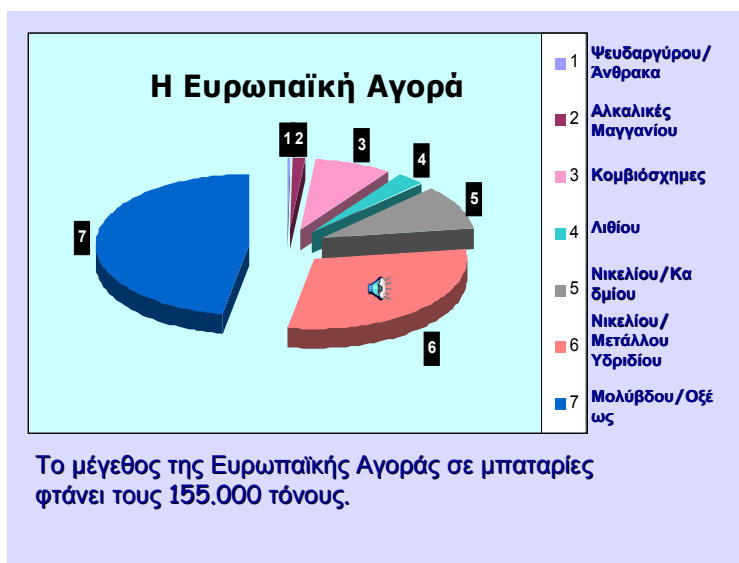 Η Ευρωπαϊκή Αγορά
1 2
3
4
5
6
7
1 Ψευδαργύρου/
Άνθρακα
2 Αλκαλικές
Μαγγανίου
3 Κομβιόσχημες
4 Λιθίου
5 Νικελίου/Κα
δμίου
6 Νικελίου/
Μετάλλου
Υδριδίου
7 Μολύβδου/Οξέ
ως
Το μέγεθος της Ευρωπαϊκής Αγοράς σε μπαταρίες
φτάνει τους 155.000 τόνους.